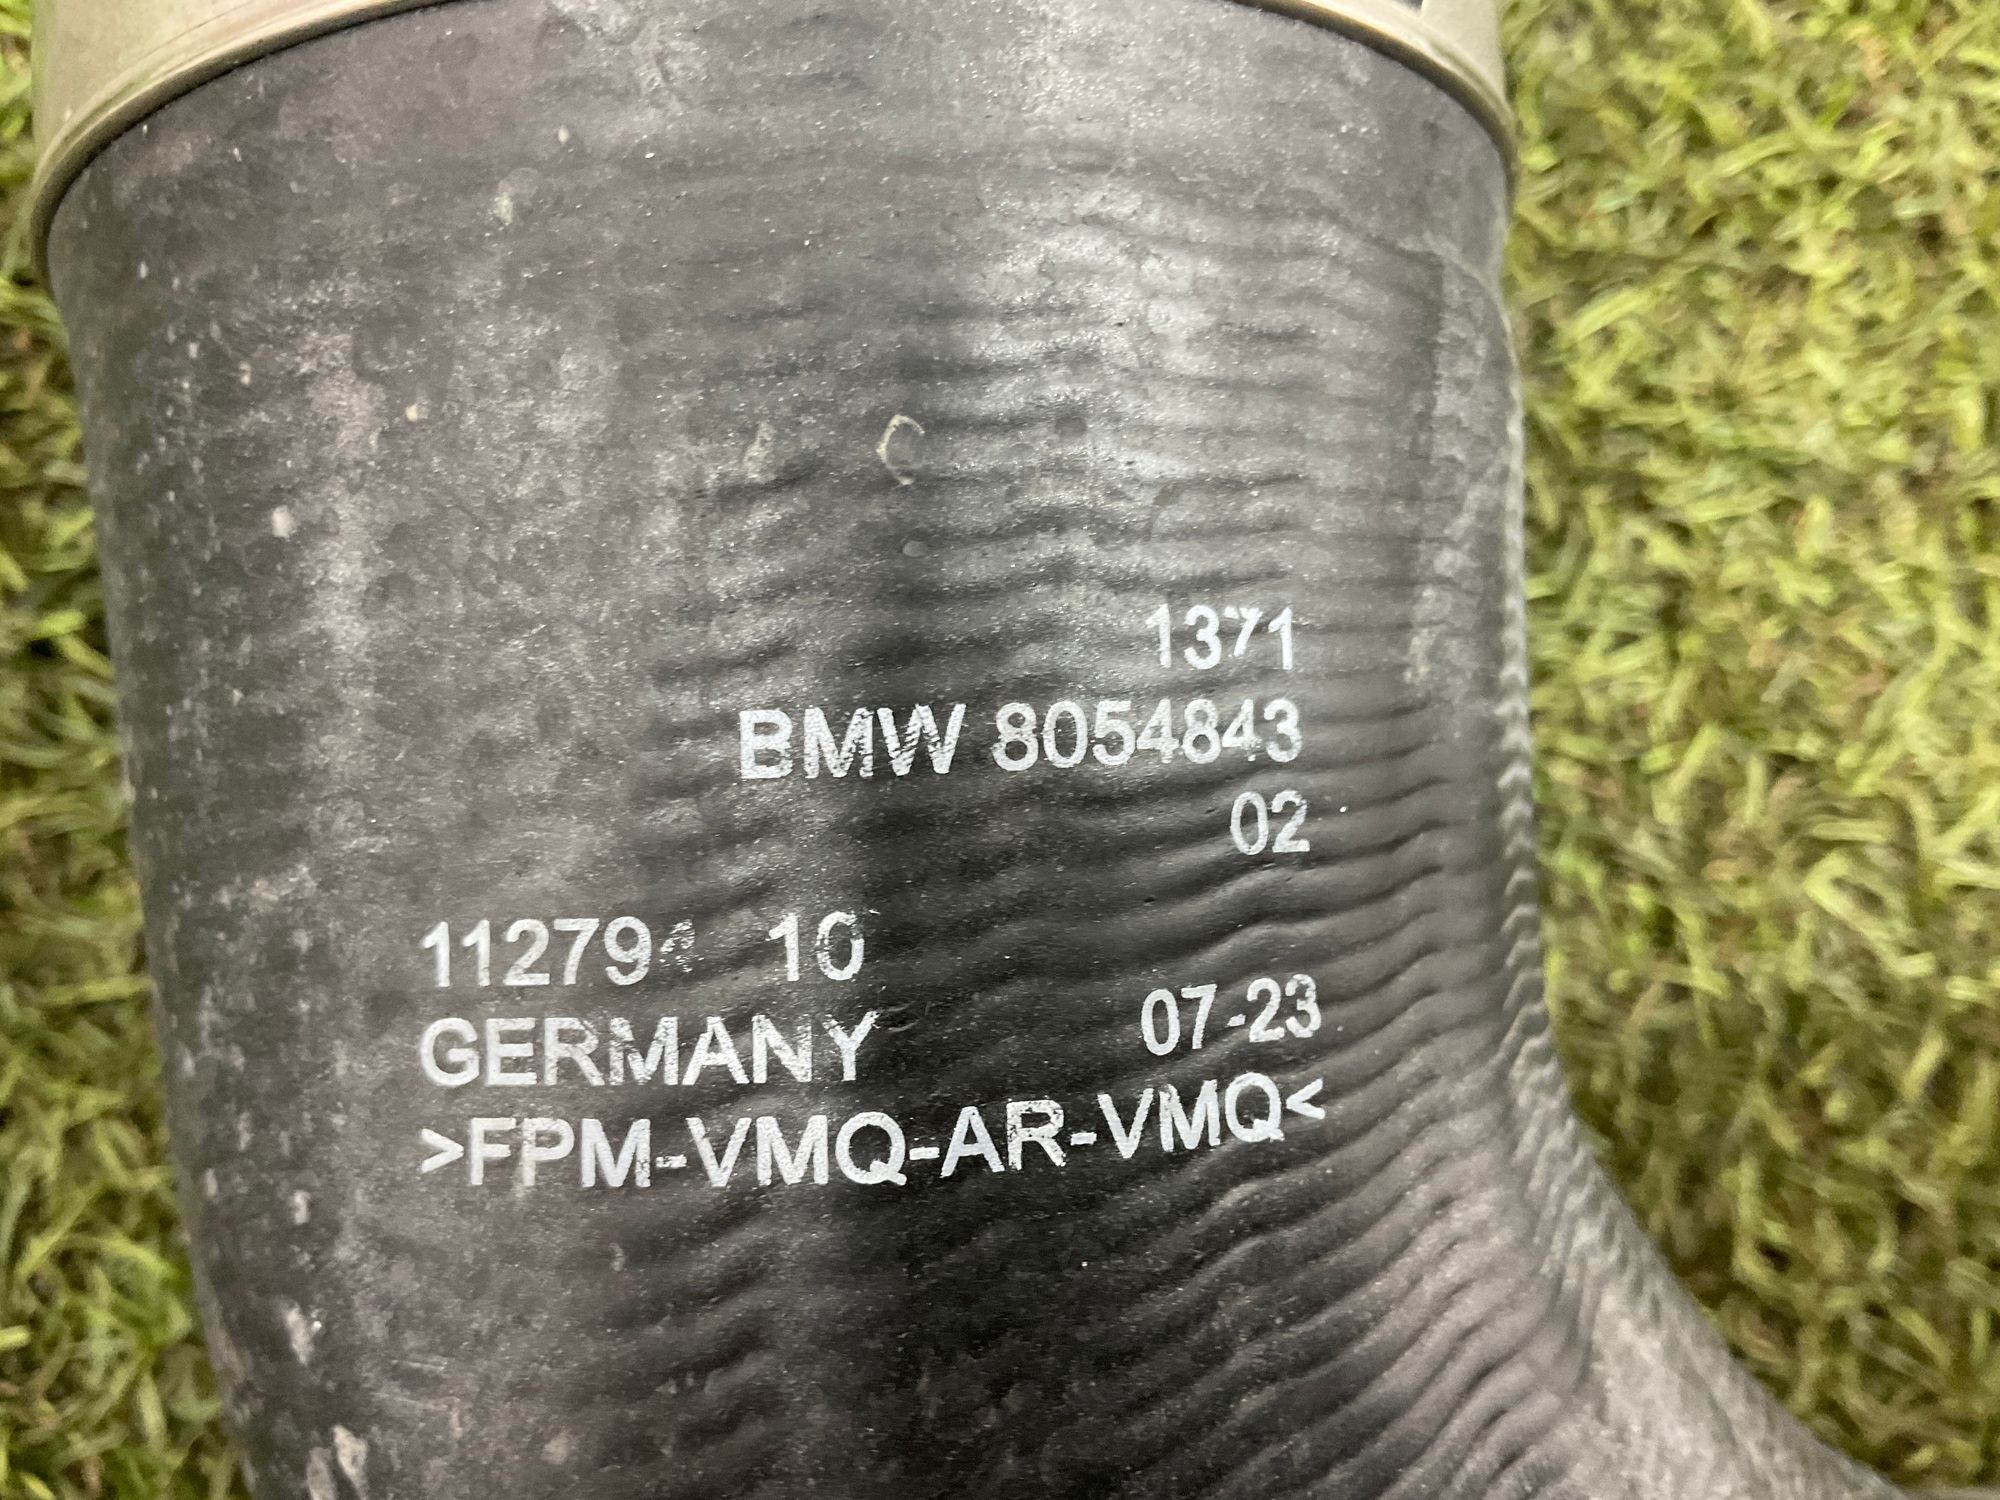 1371
BMW 8054843
02
10
GERMANY 07-23
>FPM-VMQ-AR-VMQ<